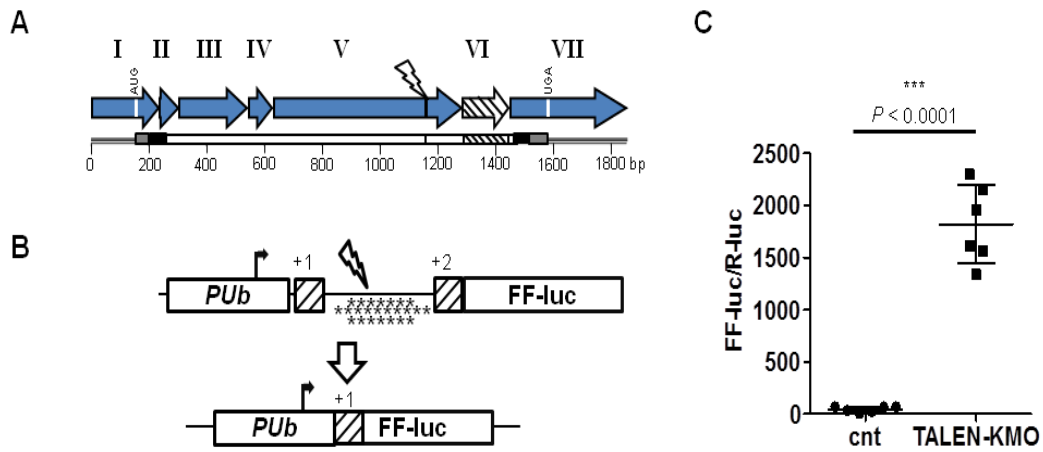 A
I II III IV V VI VII
AUG
UGA
0 200 400 600 800 1000 1200 1400 1600 1800 bp
B
+1 +2
PUb FF-luc
*******
**********
*******
+1
PUb FF-luc
C
***
P < 0.0001
FF-luc/R-luc
2500
2000
1500
1000
500
0
cnt TALEN-KMO